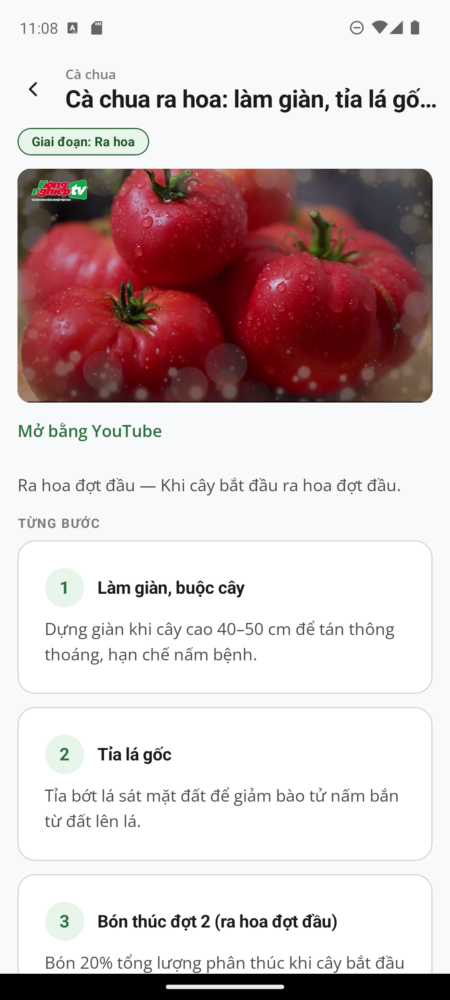 11:08
Cà chua
Cà chua ra hoa: làm giàn, tỉa lá gố...
Giai đoạn: Ra hoa
Nông nghiệp tv
Mở bằng YouTube
Ra hoa đợt đầu — Khi cây bắt đầu ra hoa đợt đầu.
TỪNG BƯỚC
1 Làm giàn, buộc cây
Dựng giàn khi cây cao 40–50 cm để tán thông
thoáng, hạn chế nấm bệnh.
2 Tỉa lá gốc
Tỉa bớt lá sát mặt đất để giảm bào tử nấm bắn
từ đất lên lá.
3 Bón thúc đợt 2 (ra hoa đợt đầu)
Bón 20% tổng lượng phân thúc khi cây bắt đầu